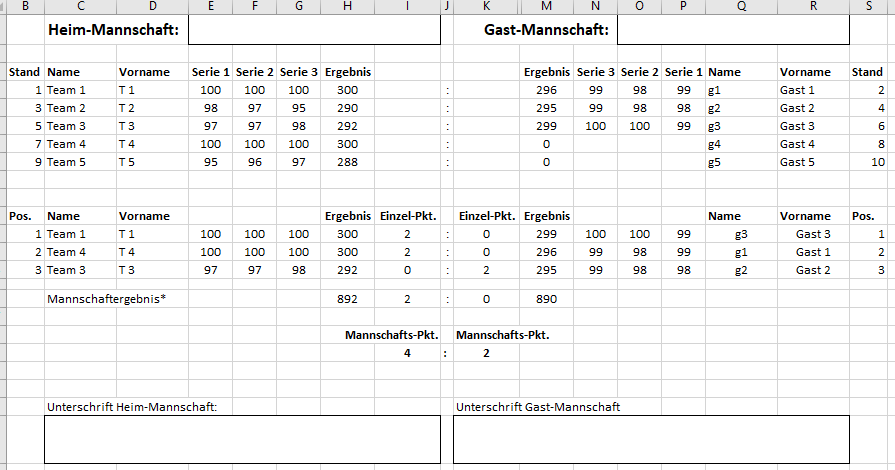 B C D E F G H I J K M N O P Q R S
Heim-Mannschaft: Gast-Mannschaft:
Stand Name Vorname Serie 1 Serie 2 Serie 3 Ergebnis Ergebnis Serie 3 Serie 2 Serie 1 Name Vorname Stand
1 Team 1 T 1 100 100 100 300 : 296 99 98 99 g1 Gast 1 2
3 Team 2 T 2 98 97 95 290 : 295 99 98 98 g2 Gast 2 4
5 Team 3 T 3 97 97 98 292 : 299 100 100 99 g3 Gast 3 6
7 Team 4 T 4 100 100 100 300 : 0 g4 Gast 4 8
9 Team 5 T 5 95 96 97 288 : 0 g5 Gast 5 10
Pos. Name Vorname Ergebnis Einzel-Pkt. Einzel-Pkt. Ergebnis Name Vorname Pos.
1 Team 1 T 1 100 100 100 300 2 : 0 299 100 100 99 g3 Gast 3 1
2 Team 4 T 4 100 100 100 300 2 : 0 296 99 98 99 g1 Gast 1 2
3 Team 3 T 3 97 97 98 292 0 : 2 295 99 98 98 g2 Gast 2 3
Mannschaftergebnis* 892 2 : 0 890
Mannschafts-Pkt. Mannschafts-Pkt.
4 : 2
Unterschrift Heim-Mannschaft: Unterschrift Gast-Mannschaft